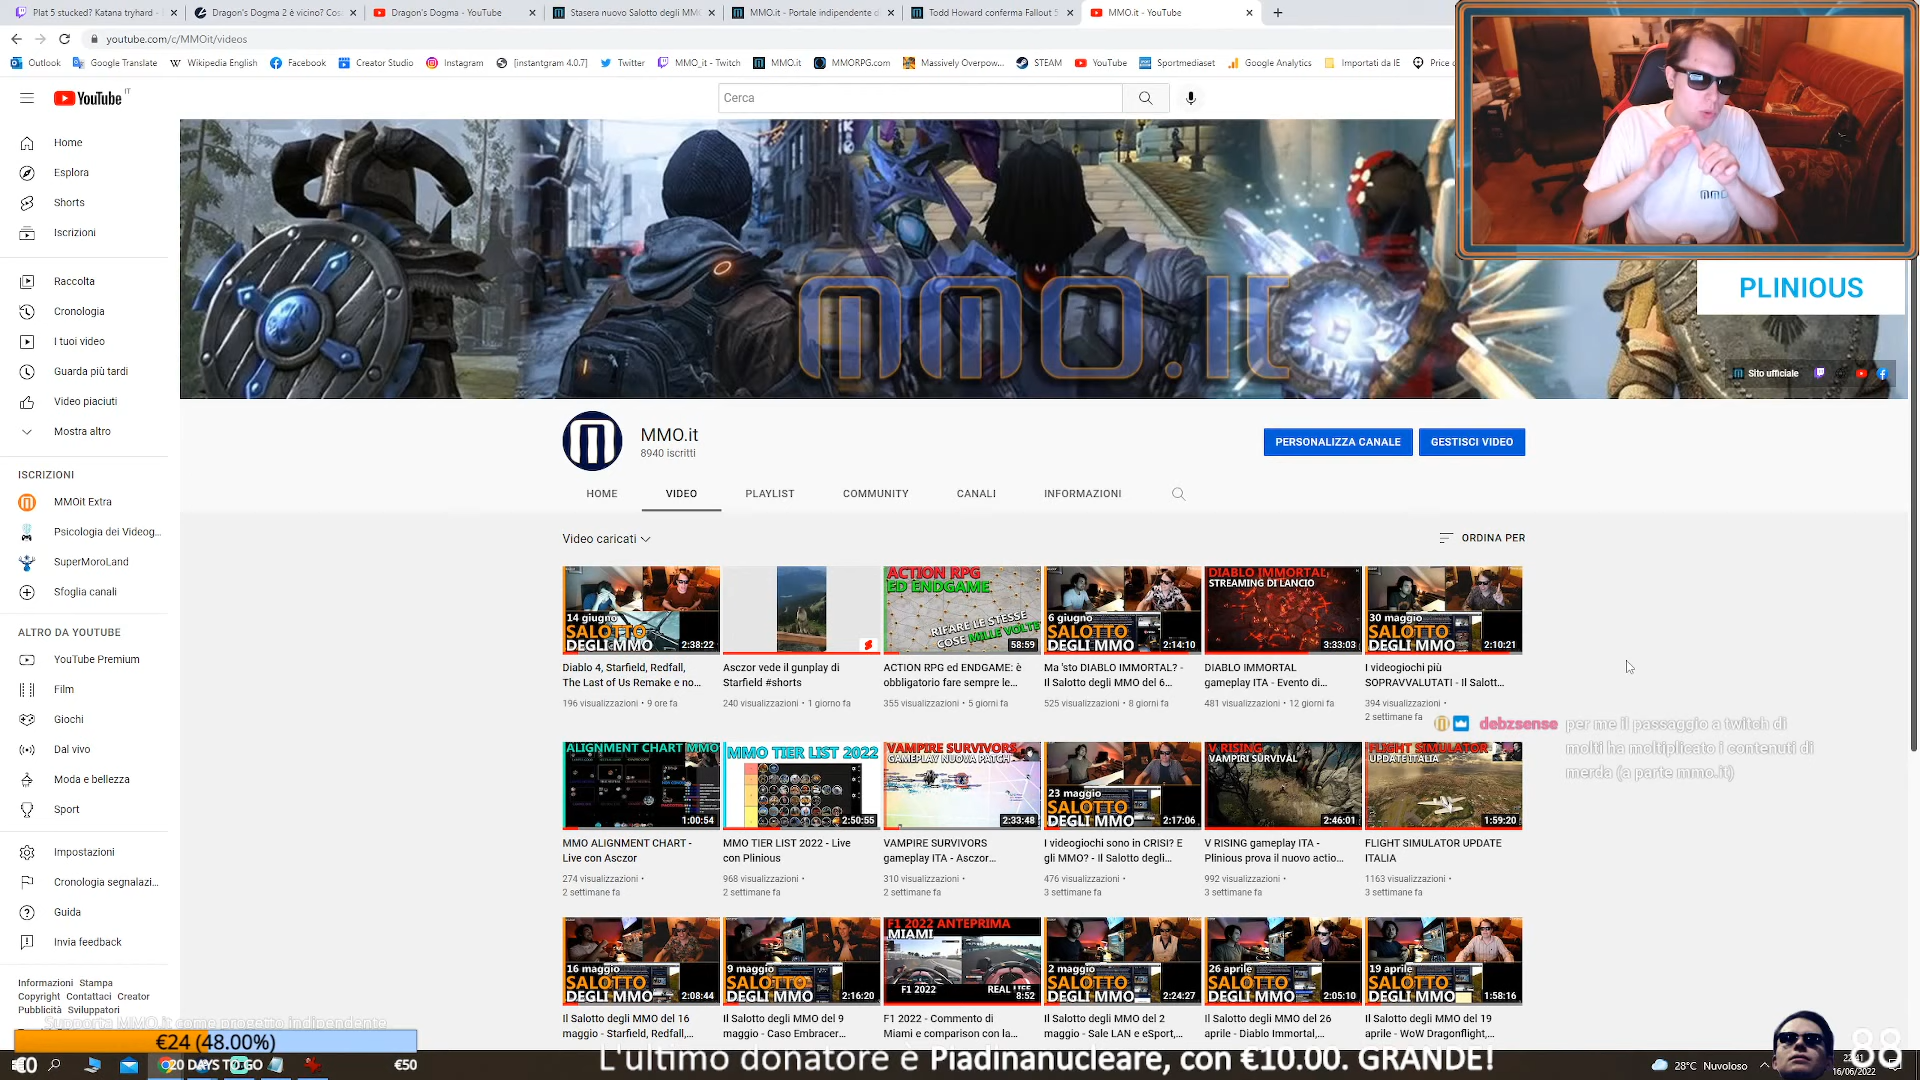 Plat 5 stucked? Katana tryhard -
Dragon's Dogma 2 è vicino? Cos
Dragon's Dogma - YouTube
Stasera nuovo Salotto degli MM
MMO.it - Portale indipendente d
Todd Howard conferma Fallout 5
MMO.it - YouTube
youtube.com/c/MMOit/videos
Outlook
Google Translate
Wikipedia English
Facebook
Creator Studio
Instagram
[instantgram 4.0.7]
Twitter
MMO_it - Twitch
MMO.it
MMORPG.com
Massively Overpow...
STEAM
YouTube
Sportmediaset
Google Analytics
Importati da IE
Price c
YouTube IT
Cerca
Home
Esplora
Shorts
Iscrizioni
Raccolta
Cronologia
I tuoi video
Guarda più tardi
Video piaciuti
Mostra altro
ISCRIZIONI
MMOit Extra
Psicologia dei Videog...
SuperMoroLand
Sfoglia canali
ALTRO DA YOUTUBE
YouTube Premium
Film
Giochi
Dal vivo
Moda e bellezza
Sport
Impostazioni
Cronologia segnalazi...
Guida
Invia feedback
Informazioni Stampa
Copyright Contattaci Creator
Pubblicità Sviluppatori
MMO.IT
PLINIOUS
Sito ufficiale
MMO.it
8940 iscritti
PERSONALIZZA CANALE
GESTISCI VIDEO
HOME
VIDEO
PLAYLIST
COMMUNITY
CANALI
INFORMAZIONI
Video caricati
ORDINA PER
14 giugno
SALOTTO
DEGLI MMO
2:38:22
Diablo 4, Starfield, Redfall,
The Last of Us Remake e no...
196 visualizzazioni • 9 ore fa
Asczor vede il gunplay di
Starfield #shorts
240 visualizzazioni • 1 giorno fa
ACTION RPG
ED ENDGAME
RIFARE LE STESSE
COSE MILLE VOLTE
58:59
ACTION RPG ed ENDGAME: è
obbligatorio fare sempre le...
355 visualizzazioni • 5 giorni fa
6 giugno
SALOTTO
DEGLI MMO
2:14:10
Ma 'sto DIABLO IMMORTAL? -
Il Salotto degli MMO del 6...
525 visualizzazioni • 8 giorni fa
DIABLO IMMORTAL
STREAMING DI LANCIO
3:33:03
DIABLO IMMORTAL
gameplay ITA - Evento di...
481 visualizzazioni • 12 giorni fa
30 maggio
SALOTTO
DEGLI MMO
2:10:21
I videogiochi più
SOPRAVVALUTATI - Il Salott...
394 visualizzazioni •
2 settimane fa
debzsense per me il passaggio a twitch di
molti ha moltiplicato i contenuti di
merda (a parte mmo.it)
ALIGNMENT CHART MMO
1:00:54
MMO ALIGNMENT CHART -
Live con Asczor
274 visualizzazioni •
2 settimane fa
MMO TIER LIST 2022
2:50:55
MMO TIER LIST 2022 - Live
con Plinious
968 visualizzazioni •
2 settimane fa
VAMPIRE SURVIVORS
GAMEPLAY NUOVA PATCH
2:33:48
VAMPIRE SURVIVORS
gameplay ITA - Asczor...
310 visualizzazioni •
2 settimane fa
23 maggio
SALOTTO
DEGLI MMO
2:17:06
I videogiochi sono in CRISI? E
gli MMO? - Il Salotto degli...
476 visualizzazioni •
3 settimane fa
V RISING
VAMPIRI SURVIVAL
2:46:01
V RISING gameplay ITA -
Plinious prova il nuovo actio...
992 visualizzazioni •
3 settimane fa
FLIGHT SIMULATOR
UPDATE ITALIA
1:59:20
FLIGHT SIMULATOR UPDATE
ITALIA
1163 visualizzazioni •
3 settimane fa
16 maggio
SALOTTO
DEGLI MMO
2:08:44
Il Salotto degli MMO del 16
maggio - Starfield, Redfall,...
9 maggio
SALOTTO
DEGLI MMO
2:16:20
Il Salotto degli MMO del 9
maggio - Caso Embracer...
F1 2022 ANTEPRIMA
MIAMI
F1 2022
REAL LIFE
8:52
F1 2022 - Commento di
Miami e comparison con la...
2 maggio
SALOTTO
DEGLI MMO
2:24:27
Il Salotto degli MMO del 2
maggio - Sale LAN e eSport,...
26 aprile
SALOTTO
DEGLI MMO
2:05:10
Il Salotto degli MMO del 26
aprile - Diablo Immortal,...
19 aprile
SALOTTO
DEGLI MMO
1:58:16
Il Salotto degli MMO del 19
aprile - WoW Dragonflight,...
Supporta MMO.it come progetto indipendente
€24 (48.00%)
€0
20 DAYS TO GO
€50
L'ultimo donatore è Piadinanucleare, con €10.00. GRANDE!
88
28°C Nuvoloso
22:41
16/06/2022